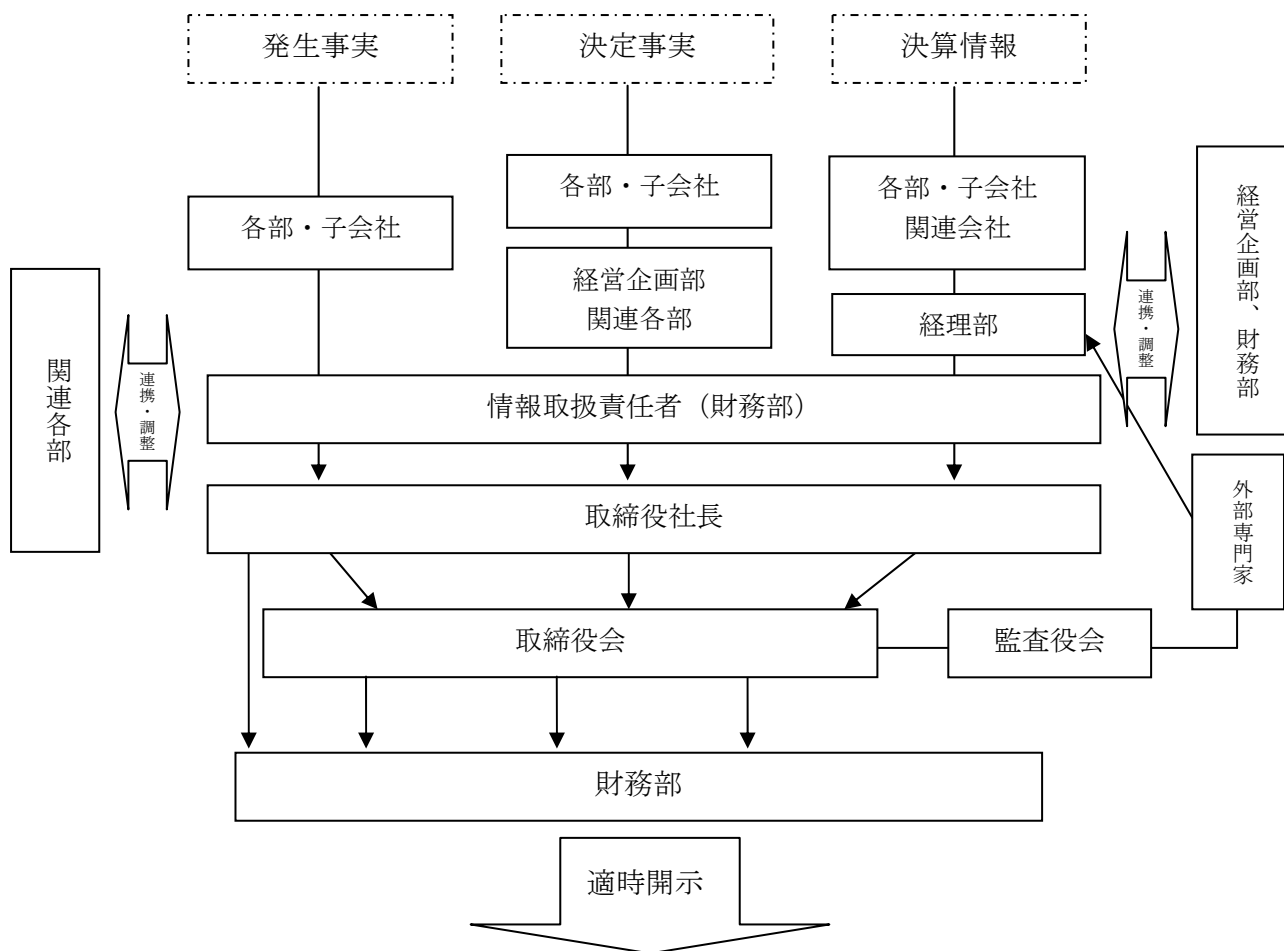 発生事実
決定事実
決算情報
各部・子会社
各部・子会社
各部・子会社
関連会社
経営企画部
関連各部
経理部
経営企画部、財務部
連携・調整
関連各部
連携・調整
情報取扱責任者（財務部）
取締役社長
外部専門家
取締役会
監査役会
財務部
適時開示